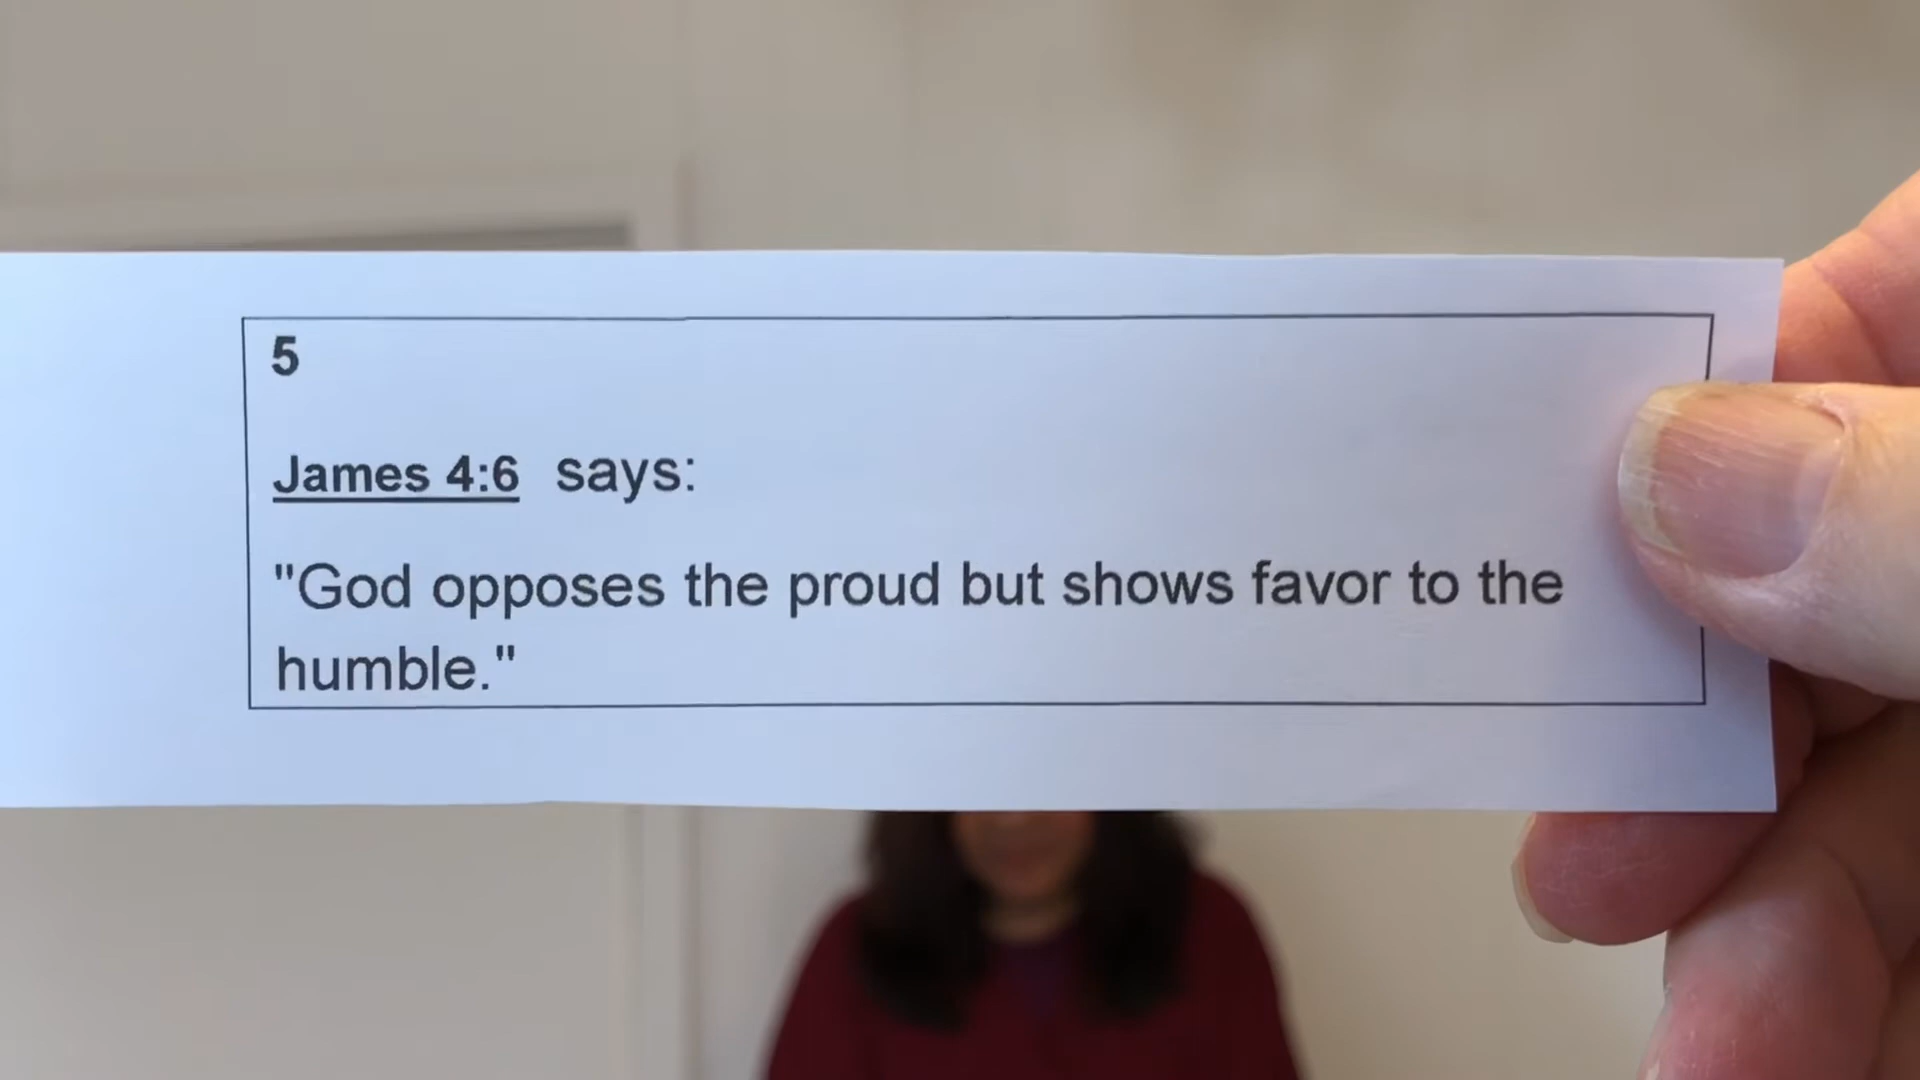 5
James 4:6 says:
"God opposes the proud but shows favor to the
humble."